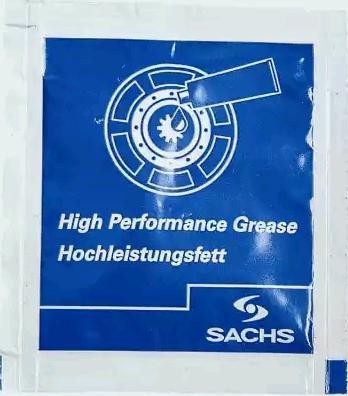 High Performance Grease
Hochleistungsfett
SACHS